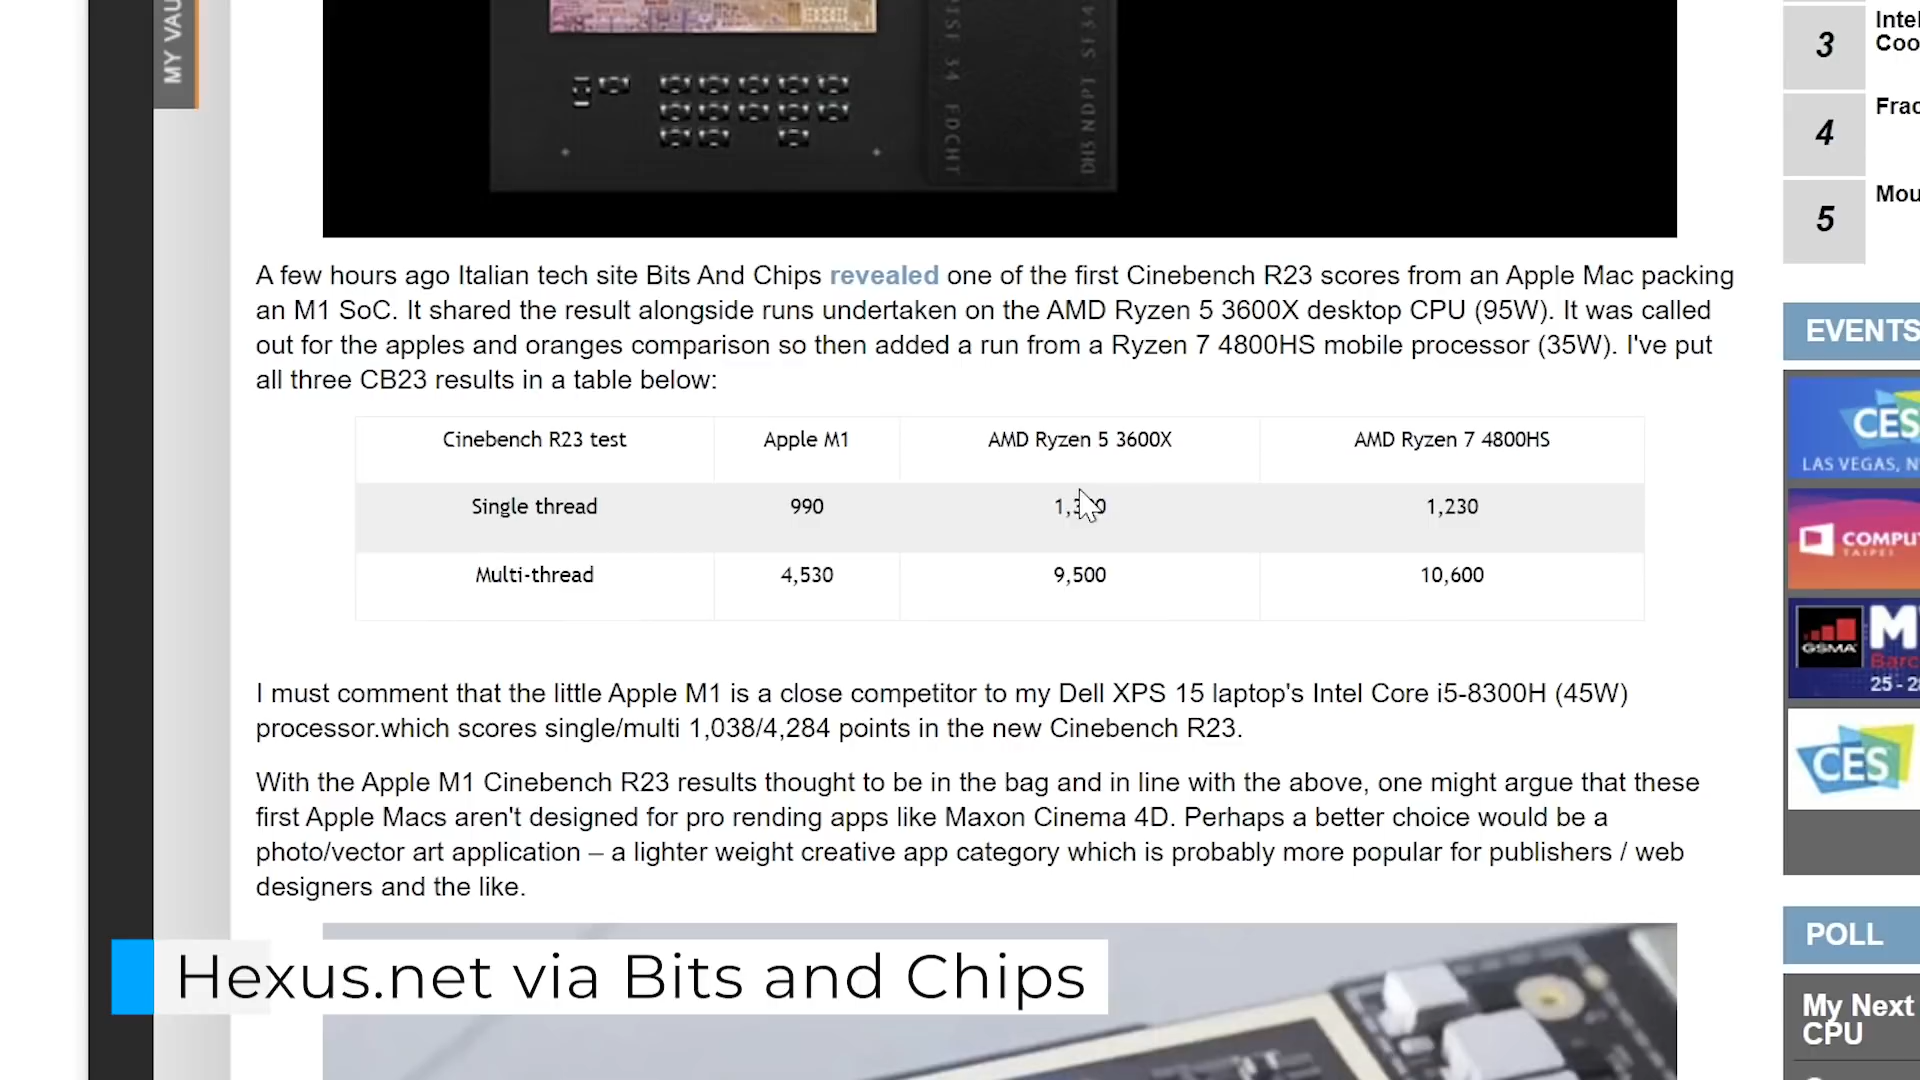 MY VAU
JSF S4 FDCHT
DHS NDPT SF34
3
Intel
Coo
4
Frac
5
Mou
A few hours ago Italian tech site Bits And Chips revealed one of the first Cinebench R23 scores from an Apple Mac packing
an M1 SoC. It shared the result alongside runs undertaken on the AMD Ryzen 5 3600X desktop CPU (95W). It was called
out for the apples and oranges comparison so then added a run from a Ryzen 7 4800HS mobile processor (35W). I've put
all three CB23 results in a table below:
Cinebench R23 test Apple M1 AMD Ryzen 5 3600X AMD Ryzen 7 4800HS
Single thread 990 1,230
Multi-thread 4,530 9,500 10,600
I must comment that the little Apple M1 is a close competitor to my Dell XPS 15 laptop's Intel Core i5-8300H (45W)
processor.which scores single/multi 1,038/4,284 points in the new Cinebench R23.
With the Apple M1 Cinebench R23 results thought to be in the bag and in line with the above, one might argue that these
first Apple Macs aren't designed for pro rending apps like Maxon Cinema 4D. Perhaps a better choice would be a
photo/vector art application – a lighter weight creative app category which is probably more popular for publishers / web
designers and the like.
Hexus.net via Bits and Chips
EVENTS
CES
LAS VEGAS, N
COMPU
TAIPEI
GSMA
M
Barc
25 - 2
CES
POLL
My Next
CPU